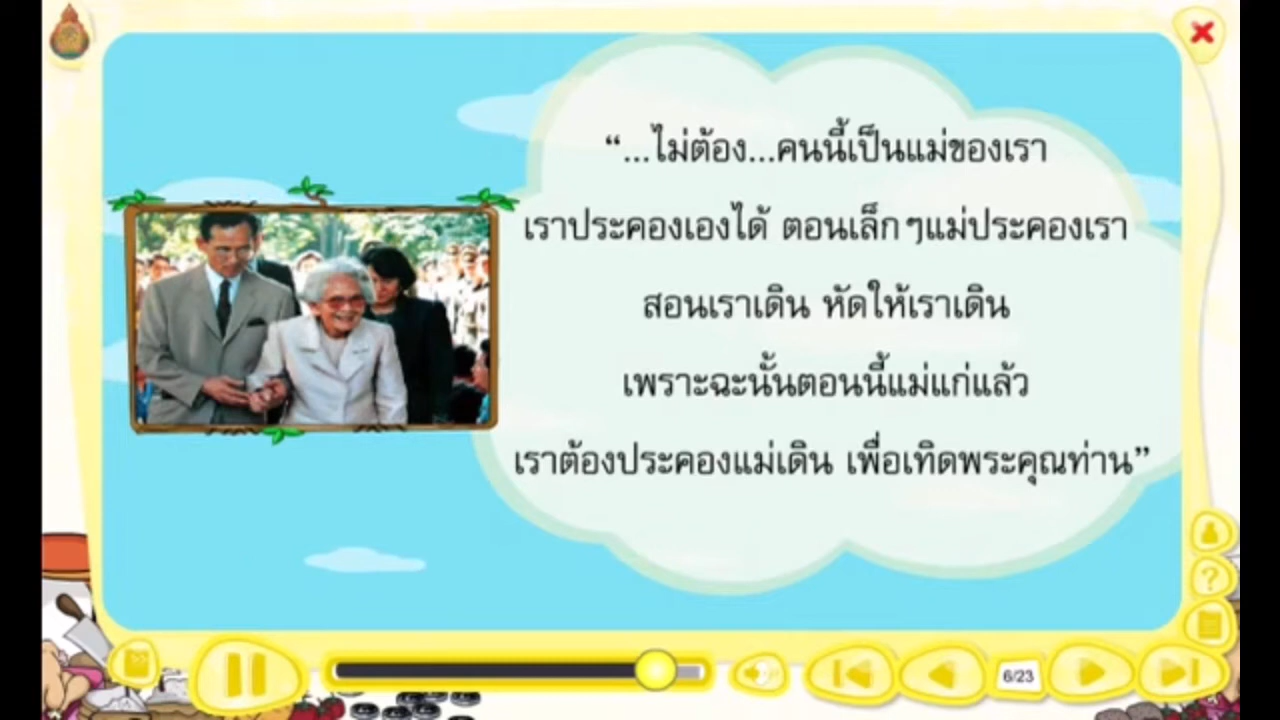 “...ไม่ต้อง...คนนี้เป็นแม่ของเรา
เราประคองเองได้ ตอนเล็กๆแม่ประคองเรา
สอนเราเดิน หัดให้เราเดิน
เพราะฉะนั้นตอนนี้แม่แก่แล้ว
เราต้องประคองแม่เดิน เพื่อเทิดพระคุณท่าน”
6/23